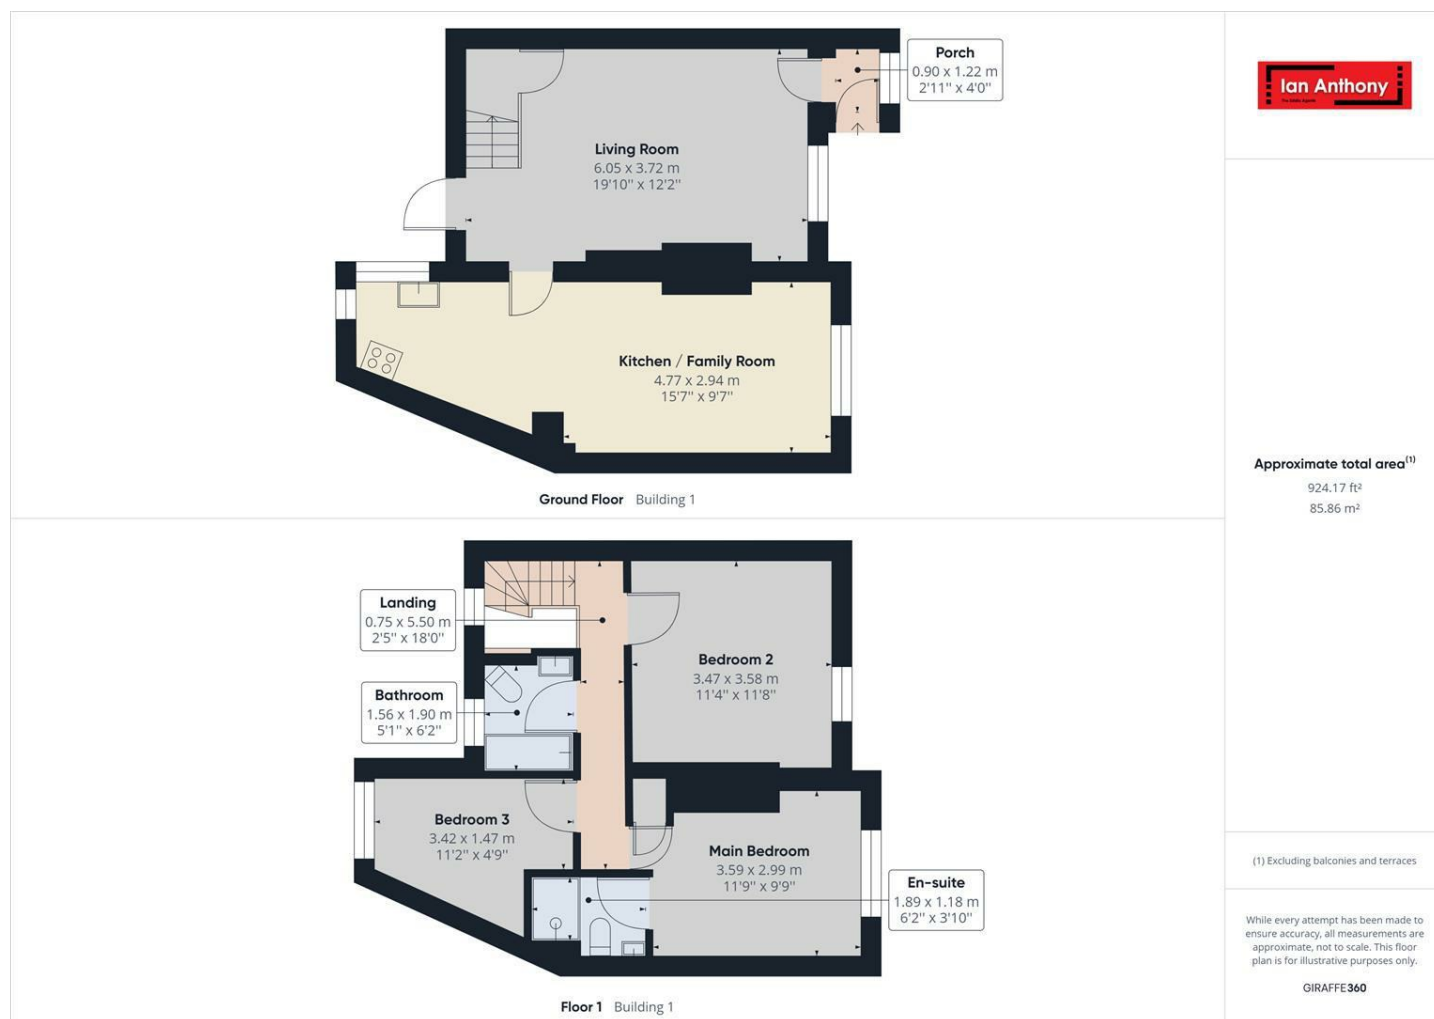 Porch
0.90 x 1.22 m
2'11'' x 4'0''
Ian Anthony
Living Room
6.05 x 3.72 m
19'10'' x 12'2''
Kitchen / Family Room
4.77 x 2.94 m
15'7'' x 9'7''
Ground Floor Building 1
Approximate total area(1)
924.17 ft²
85.86 m²
Landing
0.75 x 5.50 m
2'5'' x 18'0''
Bedroom 2
3.47 x 3.58 m
11'4'' x 11'8''
Bathroom
1.56 x 1.90 m
5'1'' x 6'2''
Bedroom 3
3.42 x 1.47 m
11'2'' x 4'9''
Main Bedroom
3.59 x 2.99 m
11'9'' x 9'9''
En-suite
1.89 x 1.18 m
6'2'' x 3'10''
Floor 1 Building 1
(1) Excluding balconies and terraces
While every attempt has been made to
ensure accuracy, all measurements are
approximate, not to scale. This floor
plan is for illustrative purposes only.
GIRAFFE360